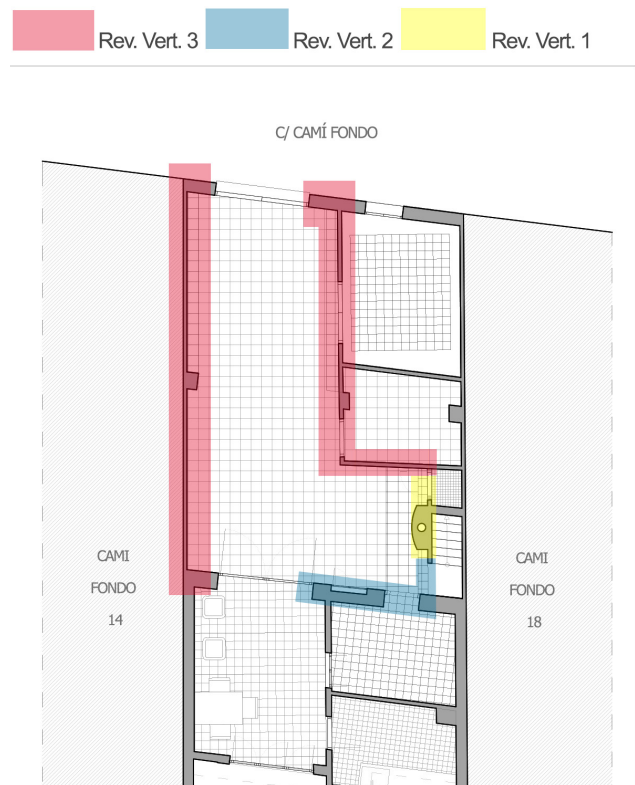 Rev. Vert. 3 Rev. Vert. 2 Rev. Vert. 1
C/ CAMÍ FONDO
CAMI
FONDO
14
CAMI
FONDO
18